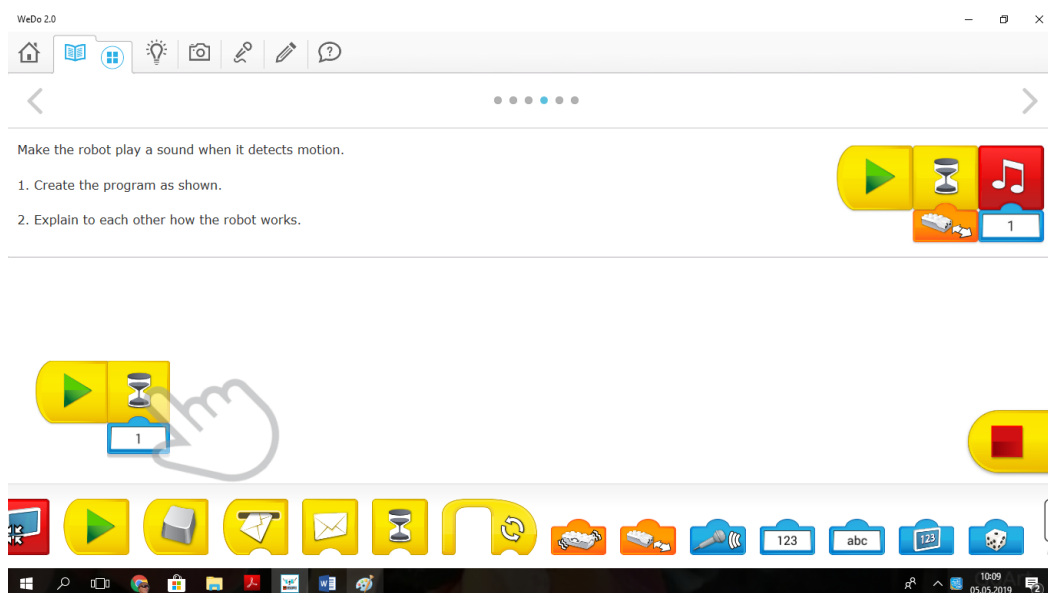 WeDo 2.0
Make the robot play a sound when it detects motion.
1. Create the program as shown.
2. Explain to each other how the robot works.
1
1
123
abc
123
10:09
05.05.2019
2